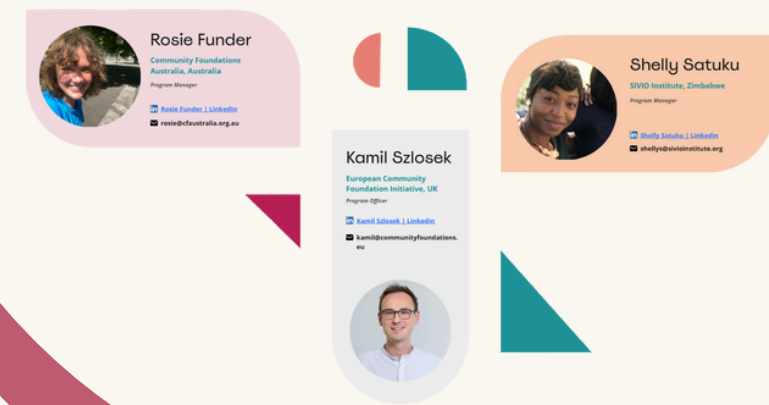 Rosie Funder
Community Foundations
Australia, Australia
Program Manager
Rosie Funder | LinkedIn
rosie@cfaustralia.org.au
Kamil Szlosek
European Community
Foundation Initiative, UK
Program Officer
Kamil Szlosek | LinkedIn
kamil@communityfoundations.
eu
Shelly Satuku
SIVIO Institute, Zimbabwe
Program Manager
Shelly Satuku | LinkedIn
shellys@sivioinstitute.org